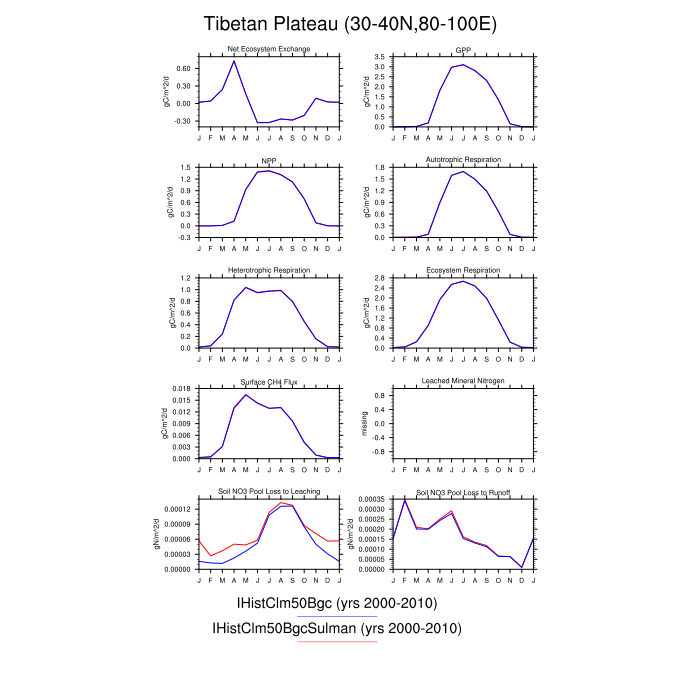 Tibetan Plateau (30-40N,80-100E)
Net Ecosystem Exchange
gC/m^2/d
0.60
0.30
0.00
-0.30
J F M A M J J A S O N D J
GPP
gC/m^2/d
3.5
3.0
2.5
2.0
1.5
1.0
0.5
0.0
J F M A M J J A S O N D J
NPP
gC/m^2/d
1.5
1.2
0.9
0.6
0.3
0.0
-0.3
J F M A M J J A S O N D J
Autotrophic Respiration
gC/m^2/d
1.8
1.5
1.2
0.9
0.6
0.3
0.0
J F M A M J J A S O N D J
Heterotrophic Respiration
gC/m^2/d
1.2
1.0
0.8
0.6
0.4
0.2
0.0
J F M A M J J A S O N D J
Ecosystem Respiration
gC/m^2/d
2.8
2.4
2.0
1.6
1.2
0.8
0.4
0.0
J F M A M J J A S O N D J
Surface CH4 Flux
gC/m^2/d
0.018
0.015
0.012
0.009
0.006
0.003
0.000
J F M A M J J A S O N D J
Leached Mineral Nitrogen
missing
0.8
0.4
0.0
-0.4
-0.8
J F M A M J J A S O N D J
Soil NO3 Pool Loss to Leaching
gN/m^2/d
0.00012
0.00009
0.00006
0.00003
0.00000
J F M A M J J A S O N D J
Soil NO3 Pool Loss to Runoff
gN/m^2/d
0.00035
0.00030
0.00025
0.00020
0.00015
0.00010
0.00005
0.00000
J F M A M J J A S O N D J
IHistClm50Bgc (yrs 2000-2010)
IHistClm50BgcSulman (yrs 2000-2010)